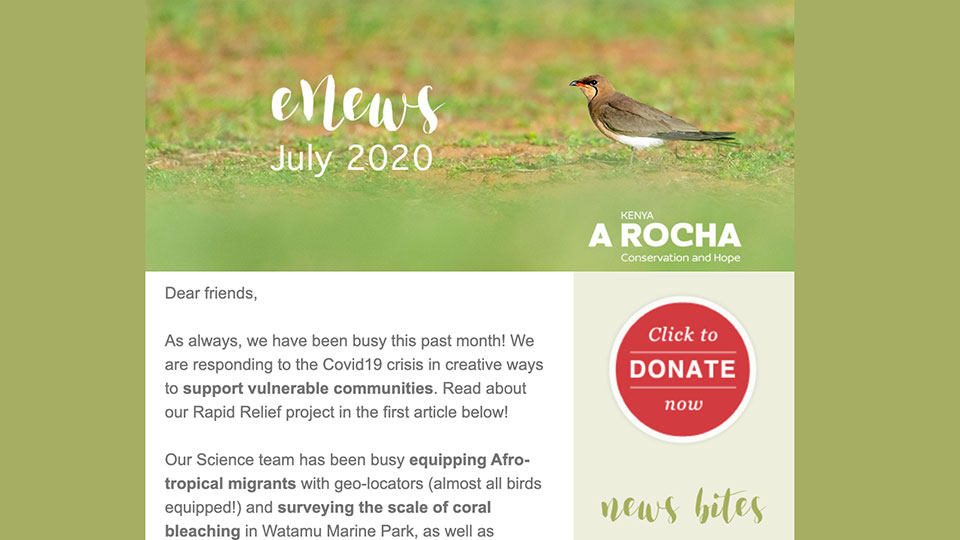 eNews
July 2020
KENYA
A ROCHA
Conservation and Hope
Dear friends,
As always, we have been busy this past month! We
are responding to the Covid19 crisis in creative ways
to support vulnerable communities. Read about
our Rapid Relief project in the first article below!
Our Science team has been busy equipping Afro-
tropical migrants with geo-locators (almost all birds
equipped!) and surveying the scale of coral
bleaching in Watamu Marine Park, as well as
Click to
DONATE
now
news bites